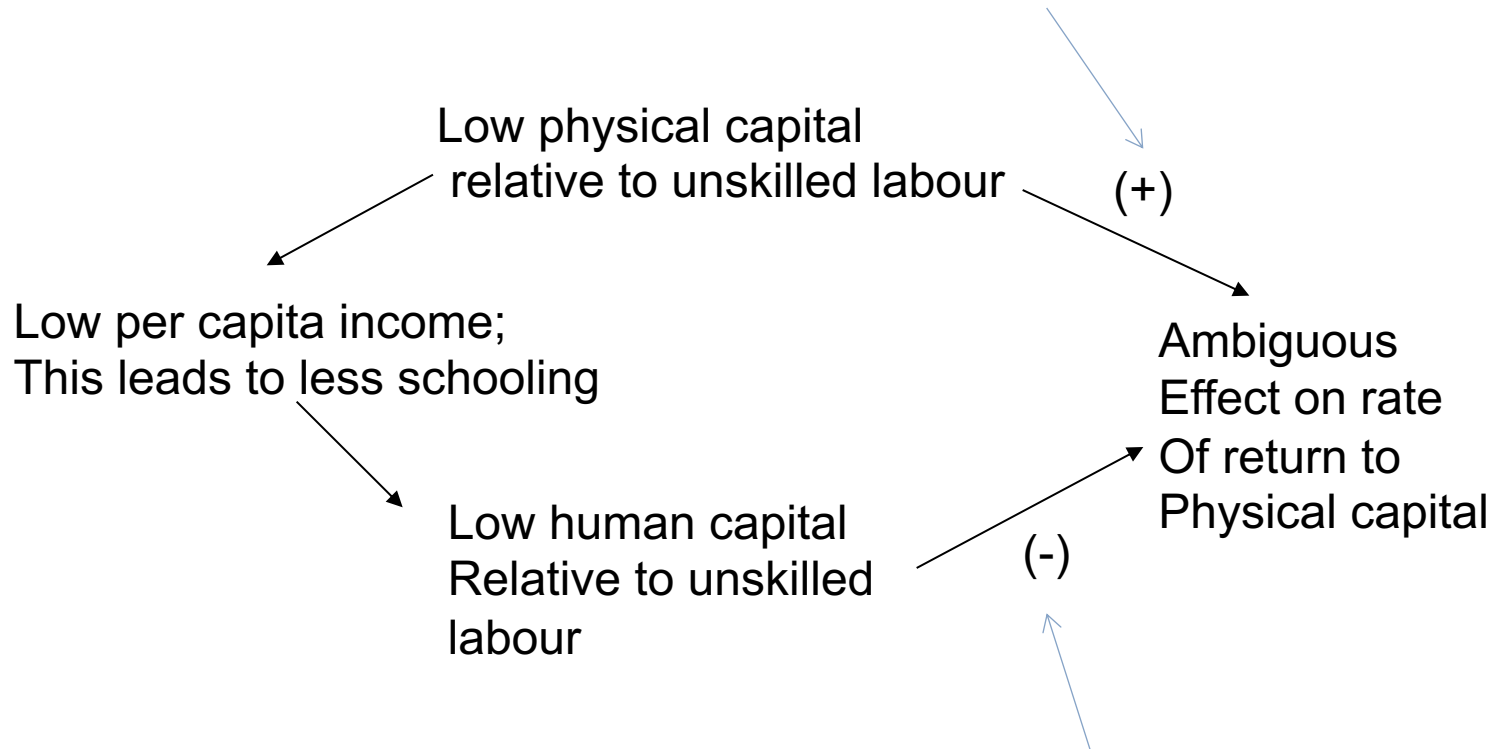 Low physical capital
relative to unskilled labour
(+)
Low per capita income;
This leads to less schooling
Ambiguous
Effect on rate
Of return to
Physical capital
Low human capital
Relative to unskilled
labour
(-)